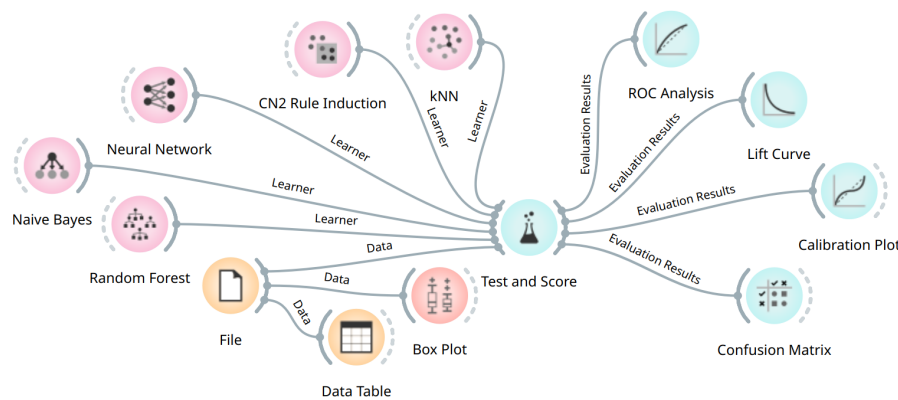 kNN
CN2 Rule Induction
ROC Analysis
Neural Network
Lift Curve
Naive Bayes
Random Forest
Calibration Plot
Test and Score
File
Box Plot
Confusion Matrix
Data Table
Learner
Learner
Learner
Learner
Learner
Data
Data
Data
Evaluation Results
Evaluation Results
Evaluation Results
Evaluation Results